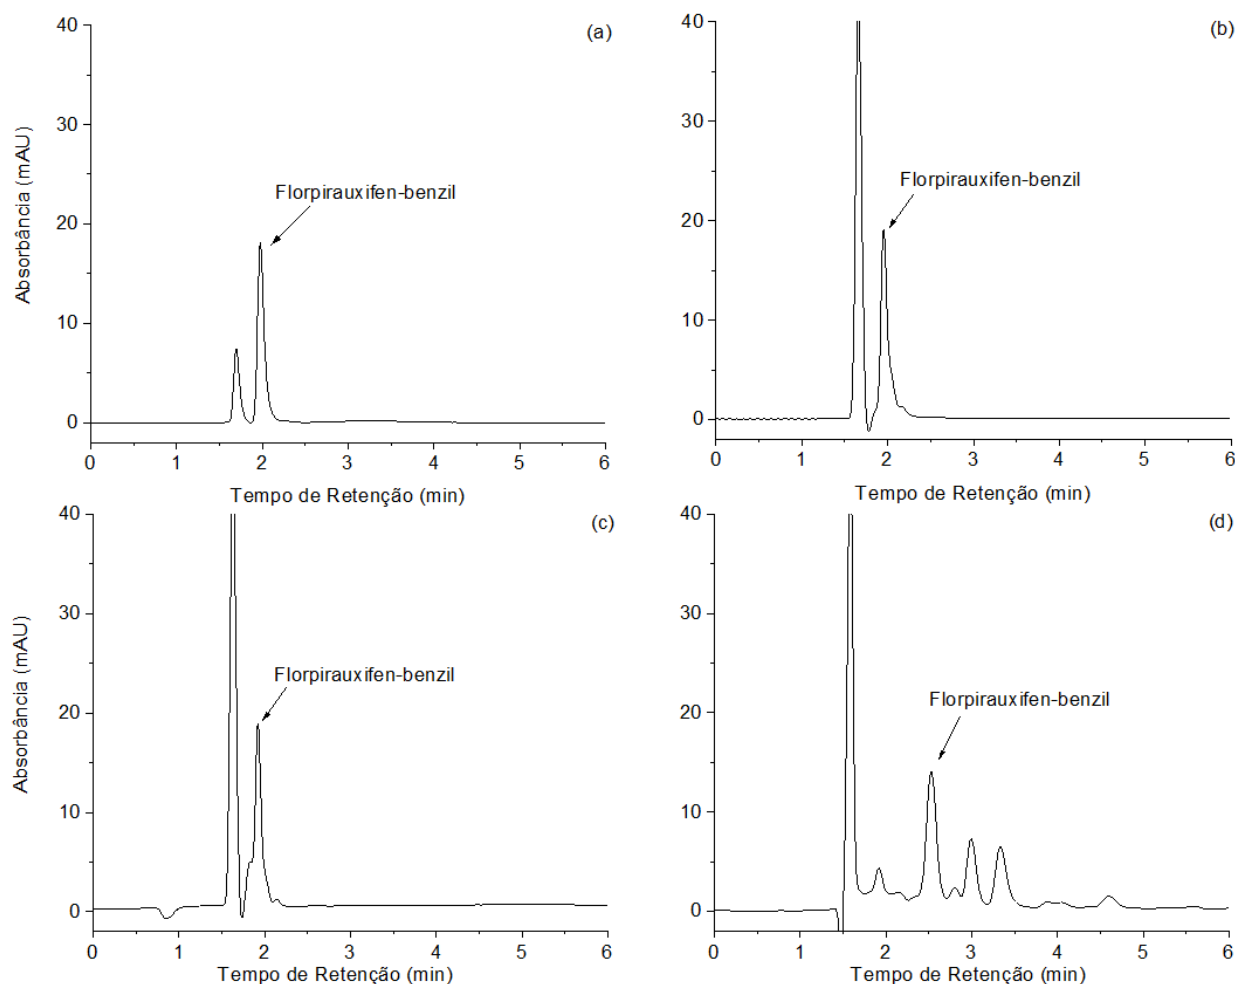 (a)
40
30
20
10
0
Absorbância (mAU)
Florpirauxifen-benzil
0 1 2 3 4 5 6
Tempo de Retenção (min)
(b)
40
30
20
10
0
Florpirauxifen-benzil
0 1 2 3 4 5 6
Tempo de Retenção (min)
(c)
40
30
20
10
0
Absorbância (mAU)
Florpirauxifen-benzil
0 1 2 3 4 5 6
Tempo de Retenção (min)
(d)
40
30
20
10
0
Florpirauxifen-benzil
0 1 2 3 4 5 6
Tempo de Retenção (min)